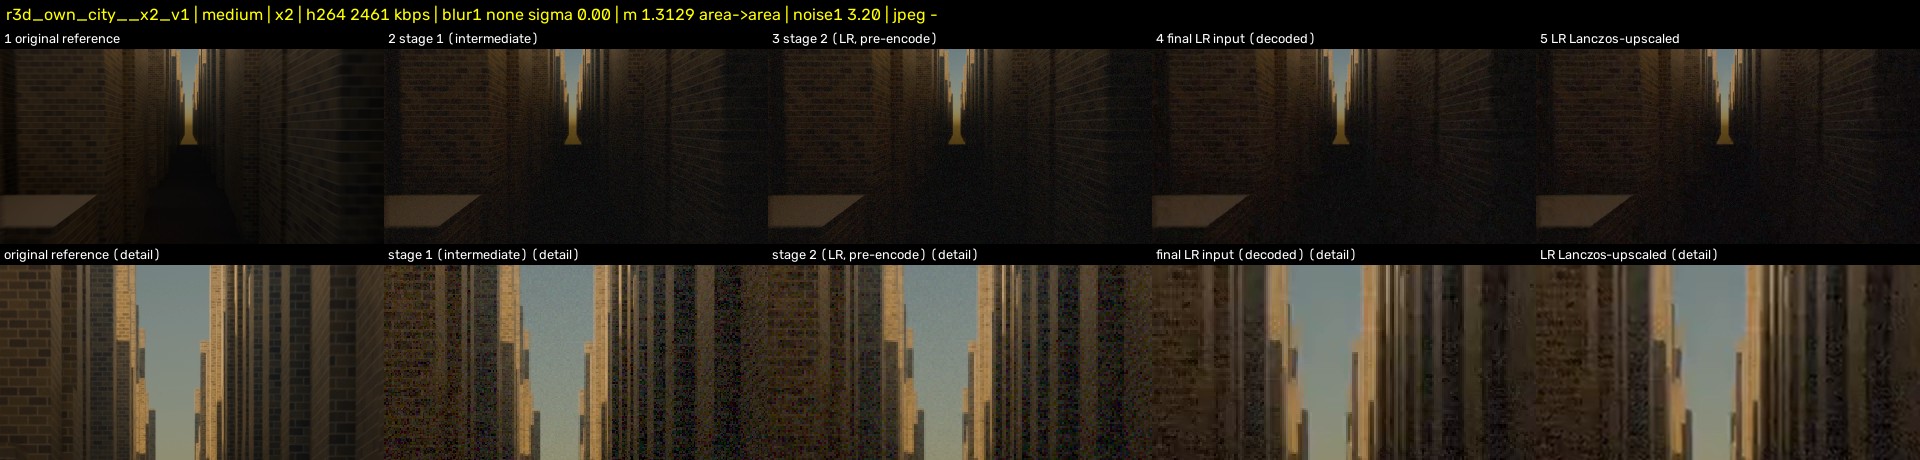 r3d_own_city__x2_v1 | medium | x2 | h264 2461 kbps | blur1 none sigma 0.00 | m 1.3129 area->area | noise1 3.20 | jpeg -
1 original reference
2 stage 1 (intermediate)
3 stage 2 (LR, pre-encode)
4 final LR input (decoded)
5 LR Lanczos-upscaled
original reference (detail)
stage 1 (intermediate) (detail)
stage 2 (LR, pre-encode) (detail)
final LR input (decoded) (detail)
LR Lanczos-upscaled (detail)